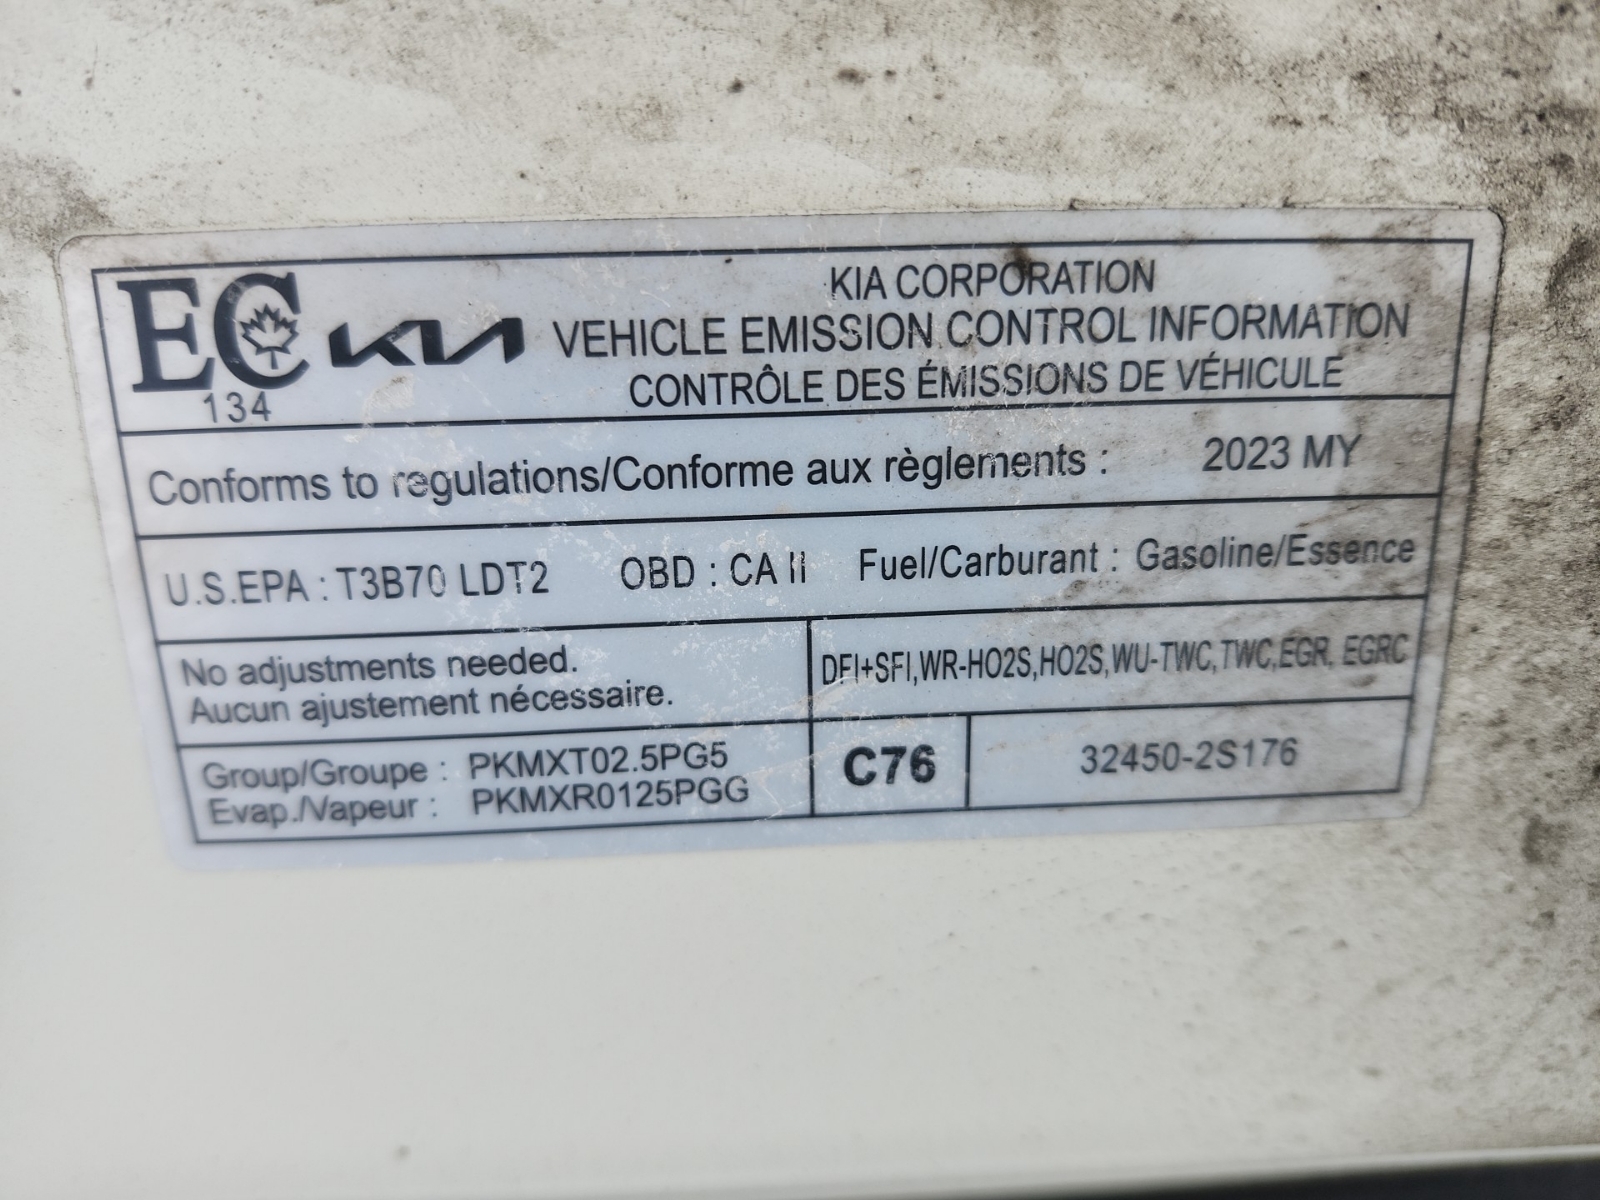 EC KIA
134
KIA CORPORATION
VEHICLE EMISSION CONTROL INFORMATION
CONTRÔLE DES ÉMISSIONS DE VÉHICULE
Conforms to regulations/Conforme aux règlements : 2023 MY
U.S.EPA : T3B70 LDT2 OBD : CA II Fuel/Carburant : Gasoline/Essence
No adjustments needed.
Aucun ajustement nécessaire.
DFI+SFI,WR-HO2S,HO2S,WU-TWC,TWC,EGR, EGRC
Group/Groupe : PKMXT02.5PG5
Evap./Vapeur : PKMXR0125PGG
C76
32450-2S176